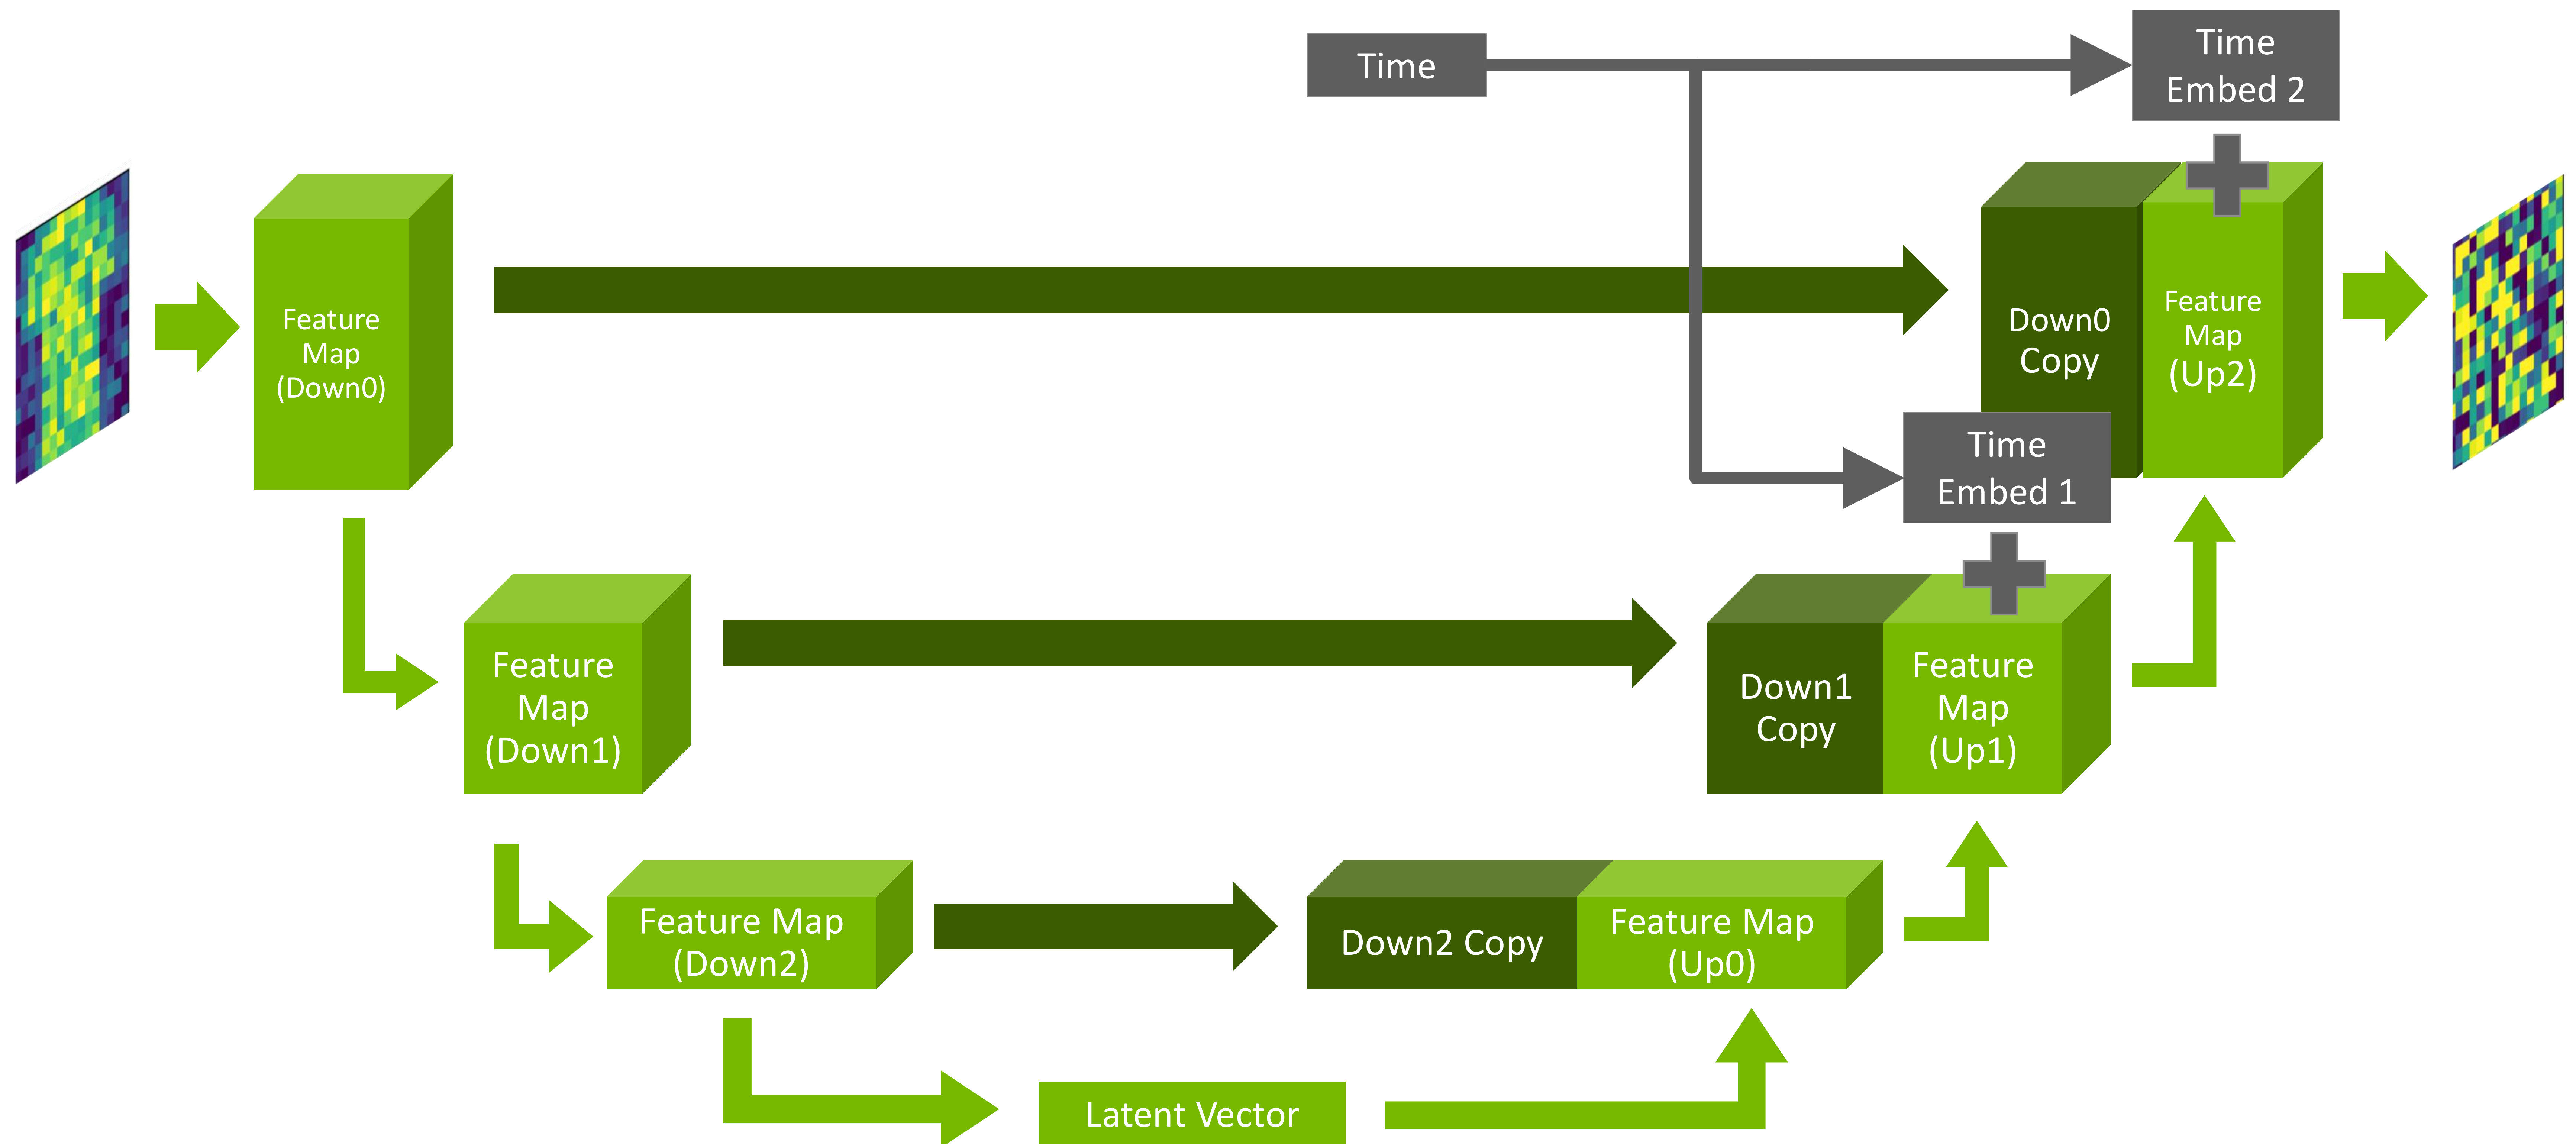 Time
Time
Embed 2
Feature
Map
(Down0)
Down0
Copy
Feature
Map
(Up2)
Time
Embed 1
Feature
Map
(Down1)
Down1
Copy
Feature
Map
(Up1)
Feature Map
(Down2)
Down2 Copy
Feature Map
(Up0)
Latent Vector